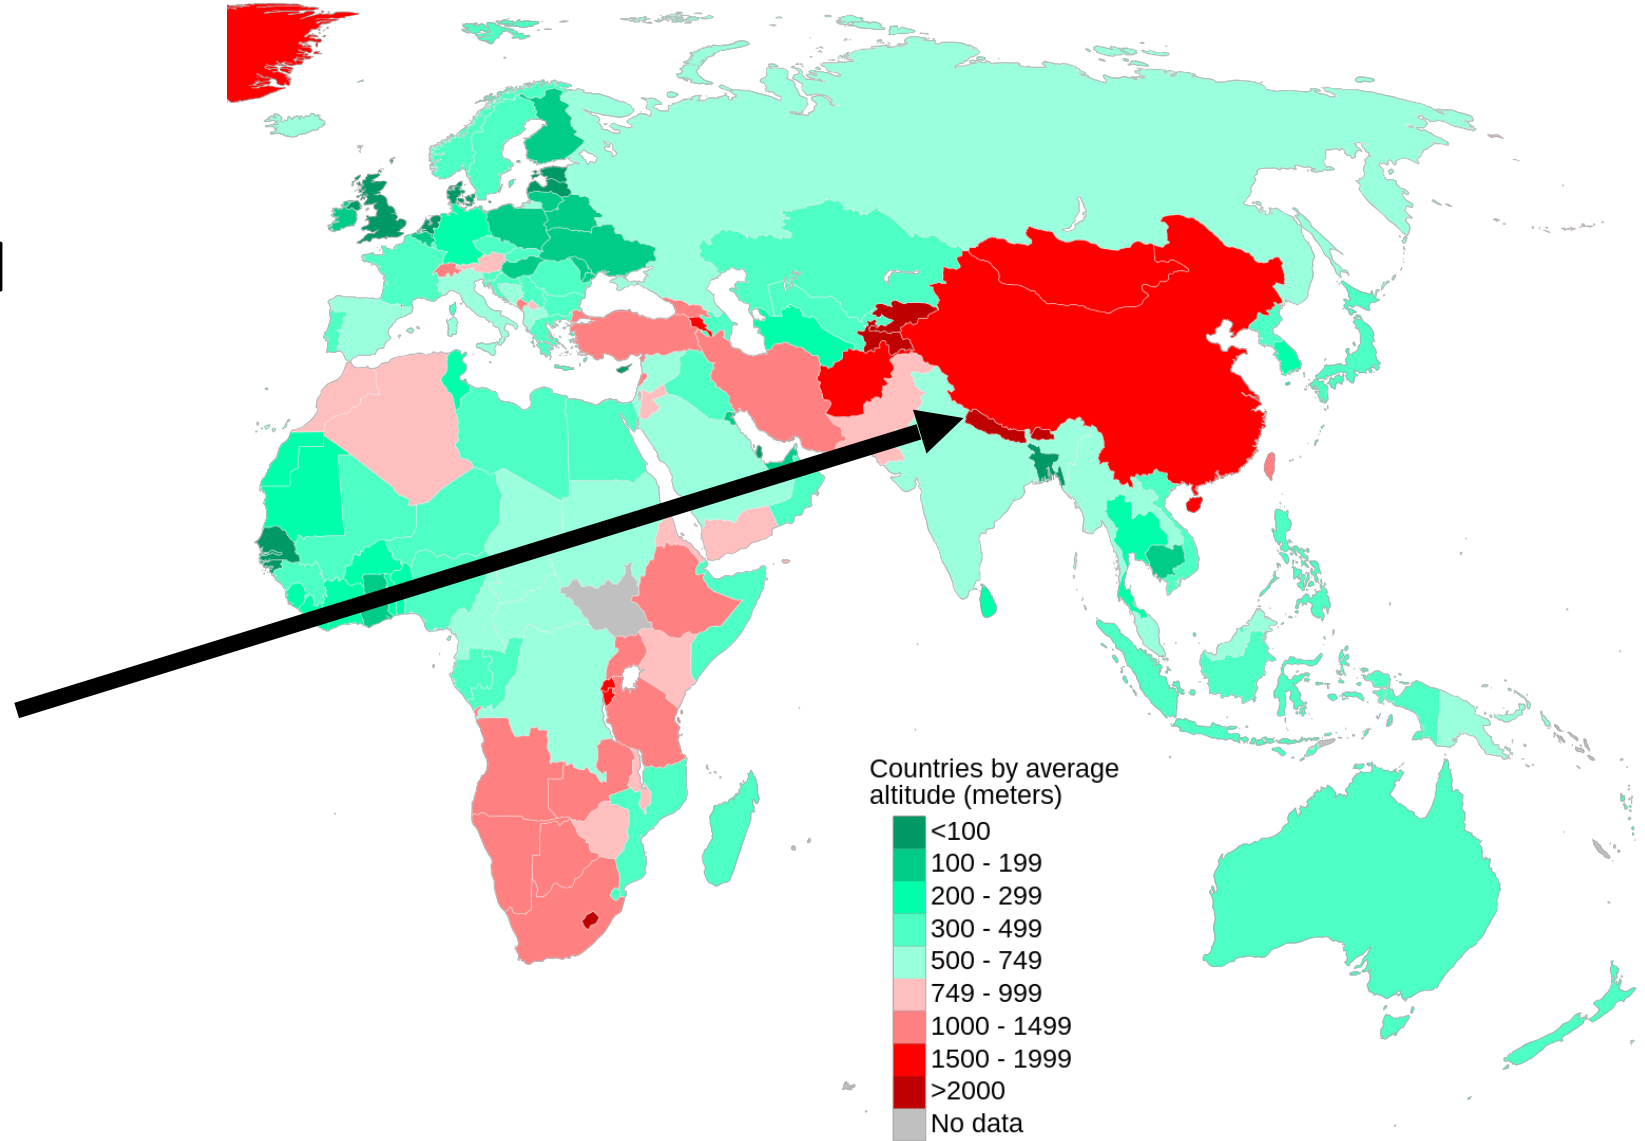 Countries by average
altitude (meters)
<100
100 - 199
200 - 299
300 - 499
500 - 749
749 - 999
1000 - 1499
1500 - 1999
>2000
No data